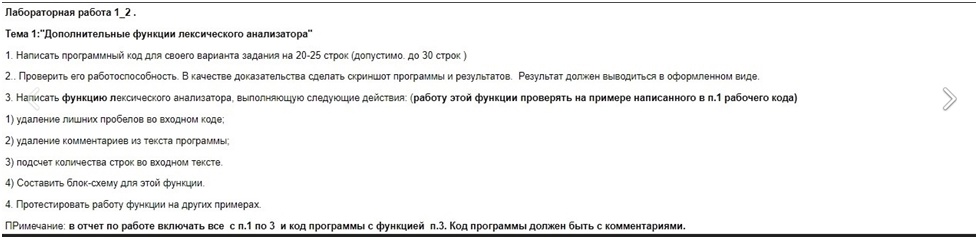 Лабораторная работа 1_2 .
Тема 1:"Дополнительные функции лексического анализатора"
1. Написать программный код для своего варианта задания на 20-25 строк (допустимо. до 30 строк )
2.. Проверить его работоспособность. В качестве доказательства сделать скриншот программы и результатов. Результат должен выводиться в оформленном виде.
3. Написать функцию лексического анализатора, выполняющую следующие действия: (работу этой функции проверять на примере написанного в п.1 рабочего кода)
1) удаление лишних пробелов во входном коде;
2) удаление комментариев из текста программы;
3) подсчет количества строк во входном тексте.
4) Составить блок-схему для этой функции.
4. Протестировать работу функции на других примерах.
ПРимечание: в отчет по работе включать все с п.1 по 3 и код программы с функцией п.3. Код программы должен быть с комментариями.